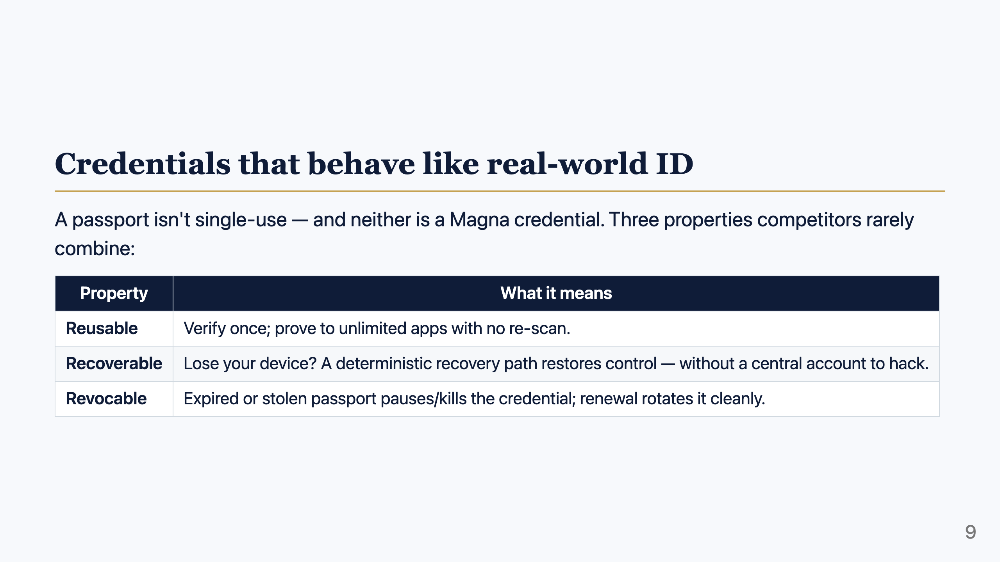 Credentials that behave like real-world ID
A passport isn't single-use — and neither is a Magna credential. Three properties competitors rarely
combine:
Property What it means
Reusable Verify once; prove to unlimited apps with no re-scan.
Recoverable Lose your device? A deterministic recovery path restores control — without a central account to hack.
Revocable Expired or stolen passport pauses/kills the credential; renewal rotates it cleanly.
9